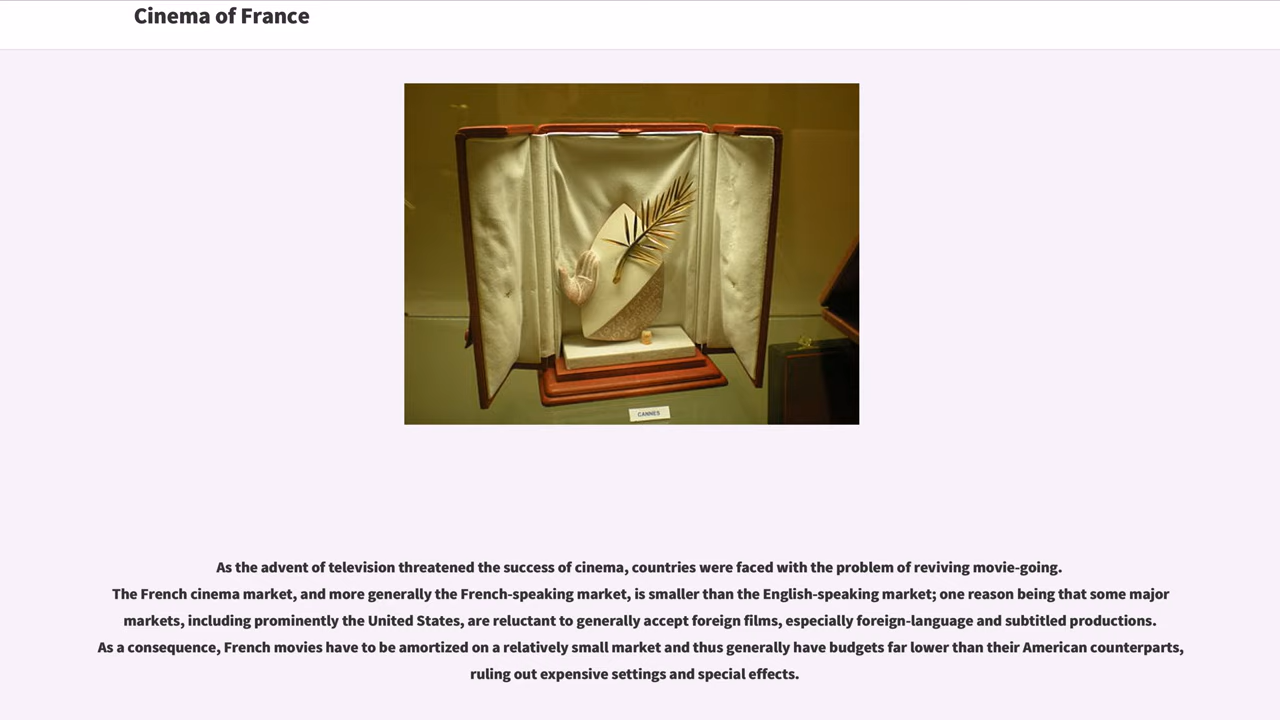 Cinema of France
CANNES
As the advent of television threatened the success of cinema, countries were faced with the problem of reviving movie-going.
The French cinema market, and more generally the French-speaking market, is smaller than the English-speaking market; one reason being that some major
markets, including prominently the United States, are reluctant to generally accept foreign films, especially foreign-language and subtitled productions.
As a consequence, French movies have to be amortized on a relatively small market and thus generally have budgets far lower than their American counterparts,
ruling out expensive settings and special effects.